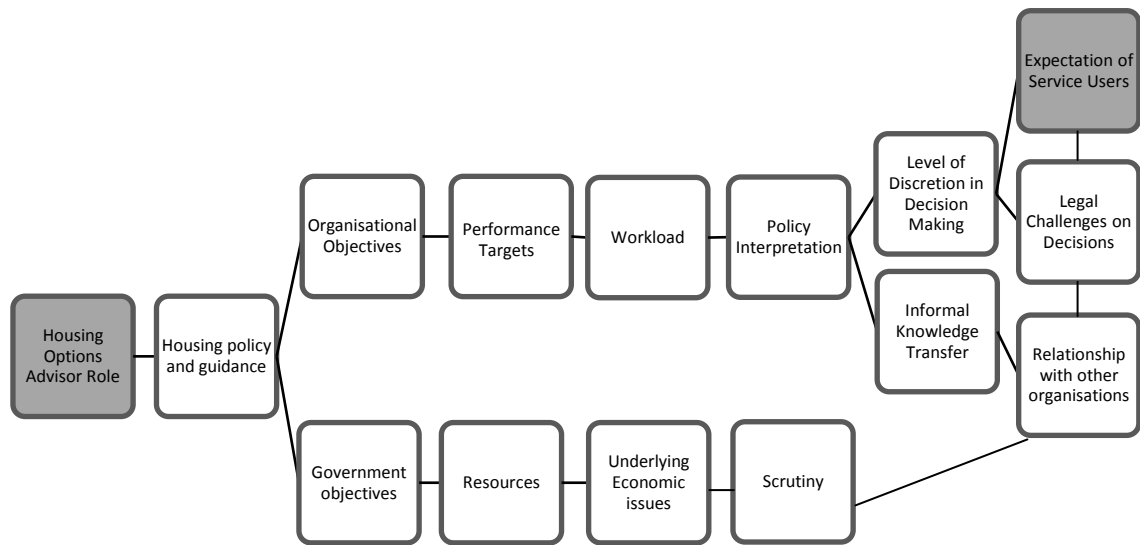 Housing
Options
Advisor Role
Housing policy
and guidance
Organisational
Objectives
Performance
Targets
Workload
Policy
Interpretation
Level of
Discretion in
Decision
Making
Informal
Knowledge
Transfer
Expectation of
Service Users
Legal
Challenges on
Decisions
Relationship
with other
organisations
Government
objectives
Resources
Underlying
Economic
issues
Scrutiny